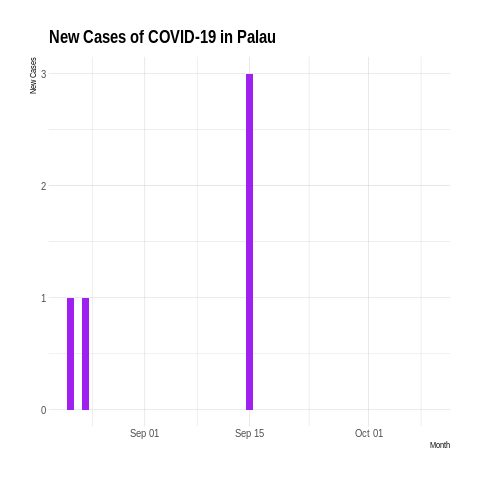 New Cases of COVID-19 in Palau
New Cases
3
2
1
0
Sep 01 Sep 15 Oct 01
Month